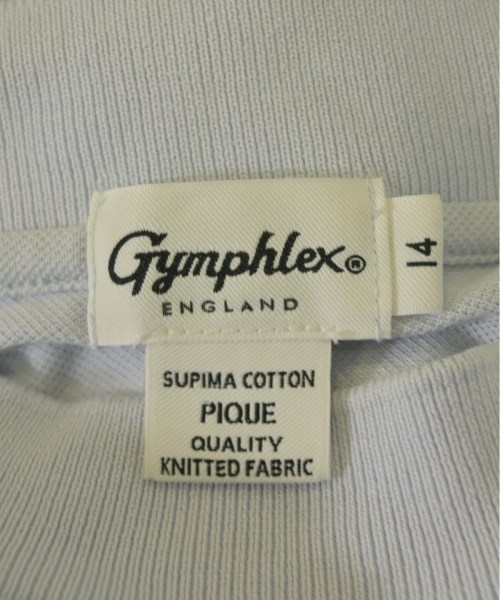 Gymphlex®
ENGLAND
14
SUPIMA COTTON
PIQUE
QUALITY
KNITTED FABRIC